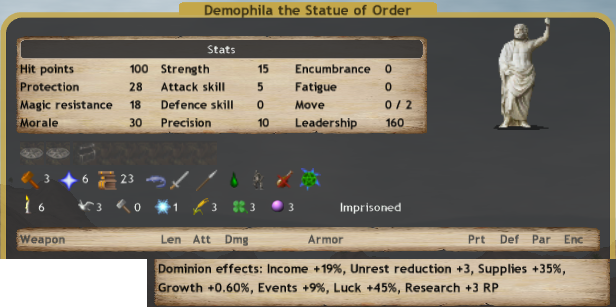 Demophila the Statue of Order
Stats
Hit points 100 Strength 15 Encumbrance 0
Protection 28 Attack skill 5 Fatigue 0
Magic resistance 18 Defence skill 0 Move 0 / 2
Morale 30 Precision 10 Leadership 160
3 6 23
6 3 0 1 3 3 3 Imprisoned
Weapon Len Att Dmg Armor Prt Def Par Enc
Dominion effects: Income +19%, Unrest reduction +3, Supplies +35%,
Growth +0.60%, Events +9%, Luck +45%, Research +3 RP